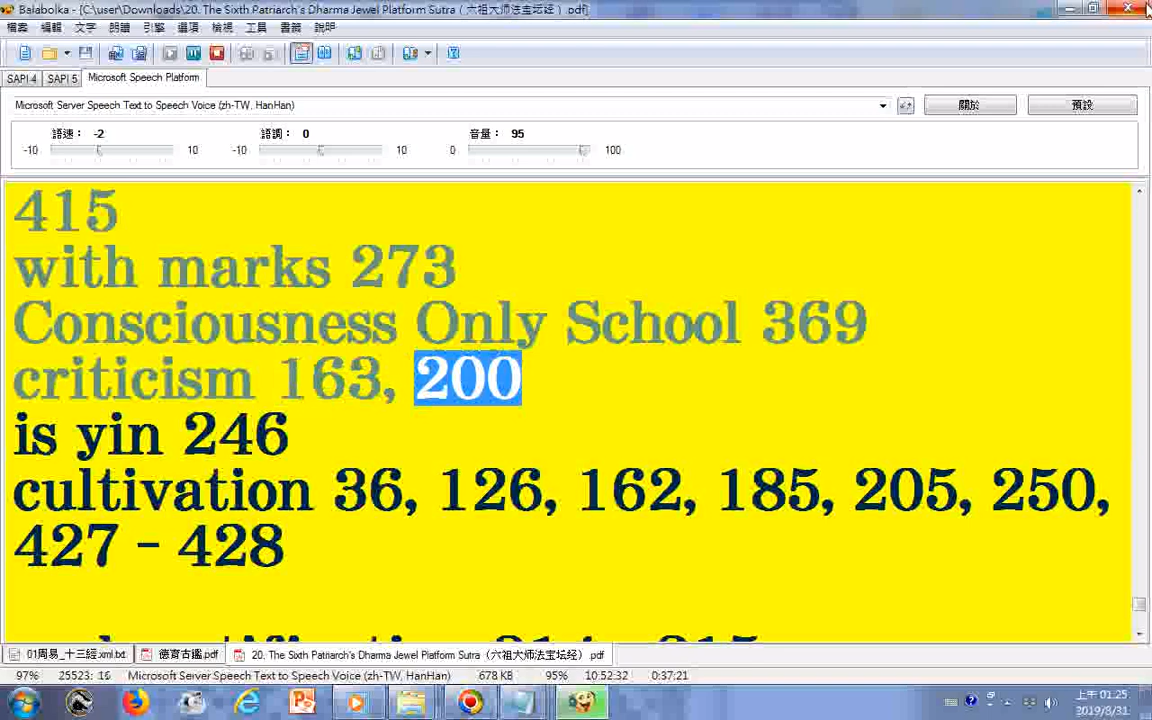 Balabolka - [C:\user\Downloads\20. The Sixth Patriarch's Dharma Jewel Platform Sutra（六祖大师法宝坛经）.pdf]
檔案 編輯 文字 朗讀 引擎 選項 檢視 工具 書籤 說明
SAPI 4 SAPI 5 Microsoft Speech Platform
Microsoft Server Speech Text to Speech Voice (zh-TW, HanHan) 關於 預設
語速： -2 語調： 0 音量： 95
-10 10 -10 10 0 100
415
with marks 273
Consciousness Only School 369
criticism 163, 200
is yin 246
cultivation 36, 126, 162, 185, 205, 250,
427 - 428
01周易_十三經.xml.txt 德育古鑑.pdf 20. The Sixth Patriarch's Dharma Jewel Platform Sutra（六祖大师法宝坛经）.pdf
97% 25523: 16 Microsoft Server Speech Text to Speech Voice (zh-TW, HanHan) 678 KB 95% 10:52:32 0:37:21
上午 01:25
2019/8/31